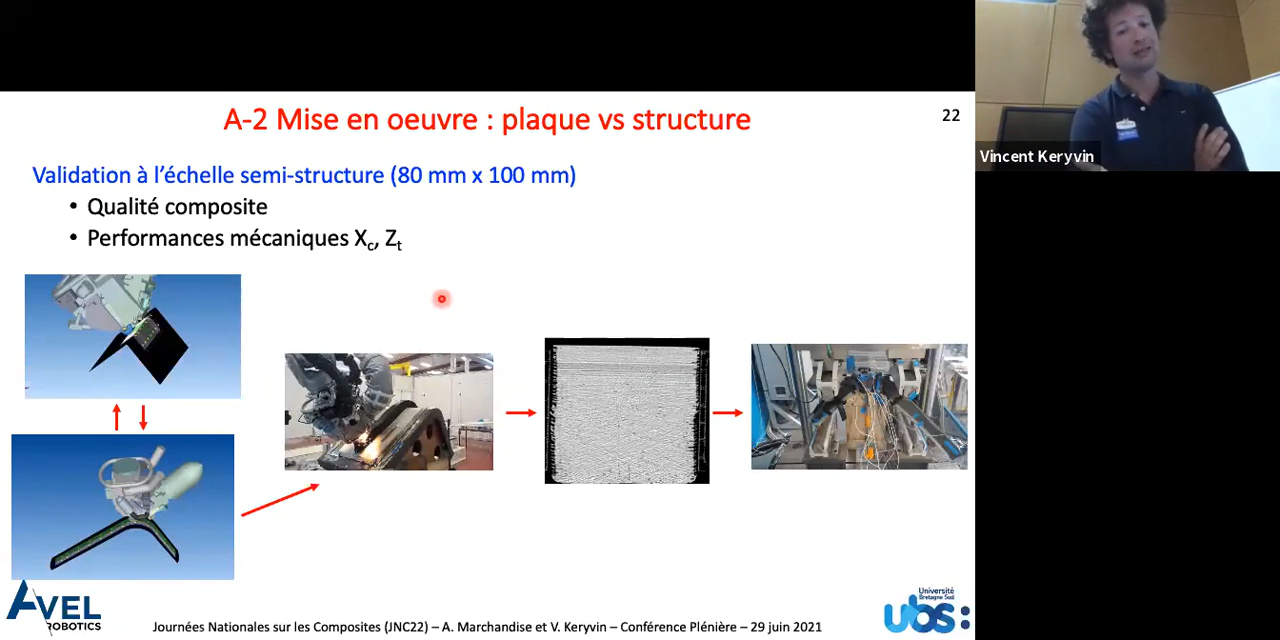 A-2 Mise en oeuvre : plaque vs structure
22
Vincent Keryvin
Validation à l'échelle semi-structure (80 mm x 100 mm)
• Qualité composite
• Performances mécaniques Xc, Zt
AVEL
ROBOTICS
Journées Nationales sur les Composites (JNC22) – A. Marchandise et V. Keryvin – Conférence Plénière – 29 juin 2021
Université
Bretagne Sud
ubs: